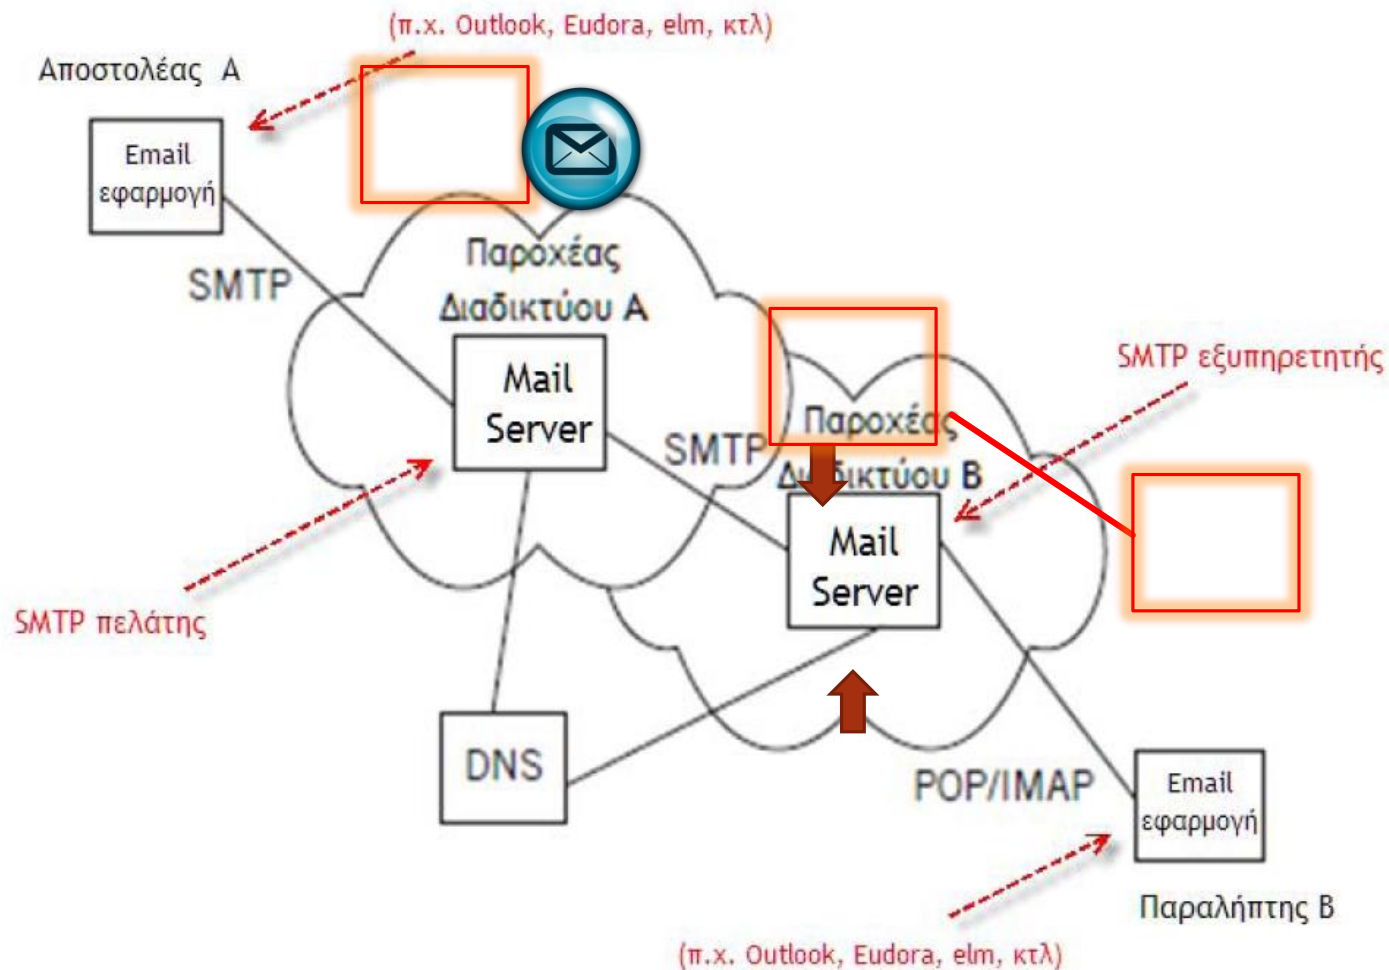 (π.χ. Outlook, Eudora, elm, κτλ)
Αποστολέας Α
Email
εφαρμογή
SMTP
Παροχέας
Διαδικτύου Α
Mail
Server
SMTP εξυπηρετητής
Παροχέας
SMTP
Διαδικτύου Β
Mail
Server
SMTP πελάτης
DNS
POP/IMAP
Email
εφαρμογή
Παραλήπτης Β
(π.χ. Outlook, Eudora, elm, κτλ)